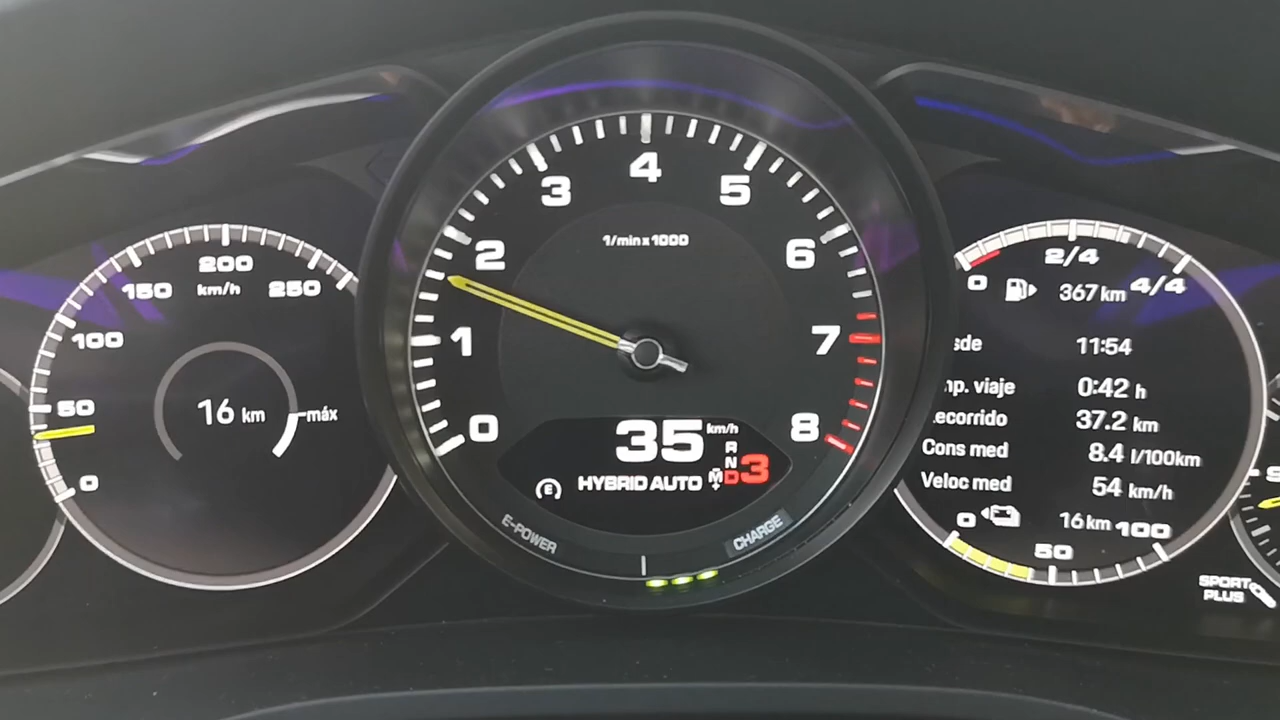 200
150 km/h 250
100
50
0
16 km
máx
4
3
5
1/min x 1000
2
6
1
7
0
8
35 km/h
R
N
D
M
+
3
HYBRID AUTO
E
E-POWER
CHARGE
2/4
0
4/4
367 km
sde 11:54
viaje 0:42 h
ecorrido 37.2 km
Cons med 8.4 l/100km
Veloc med 54 km/h
0
16 km
100
50
SPORT
PLUS